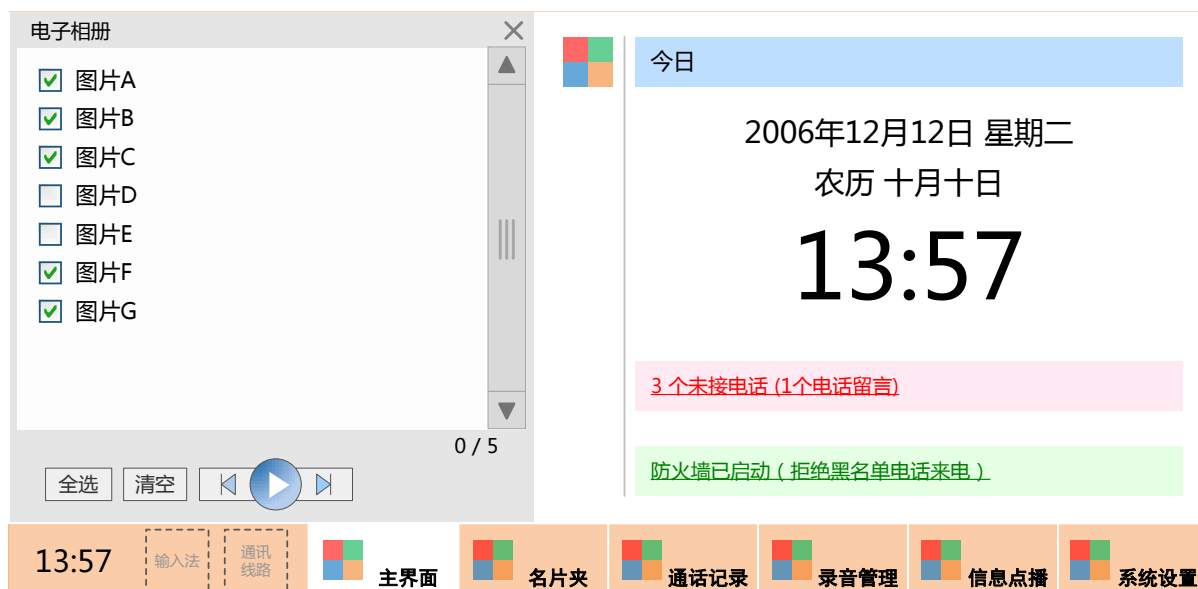 电子相册
图片A
图片B
图片C
图片D
图片E
图片F
图片G
0 / 5
全选 清空
今日
2006年12月12日 星期二
农历 十月十日
13:57
3 个未接电话 (1个电话留言)
防火墙已启动 ( 拒绝黑名单电话来电 )
13:57
输入法
通讯
线路
主界面
名片夹
通话记录
录音管理
信息点播
系统设置